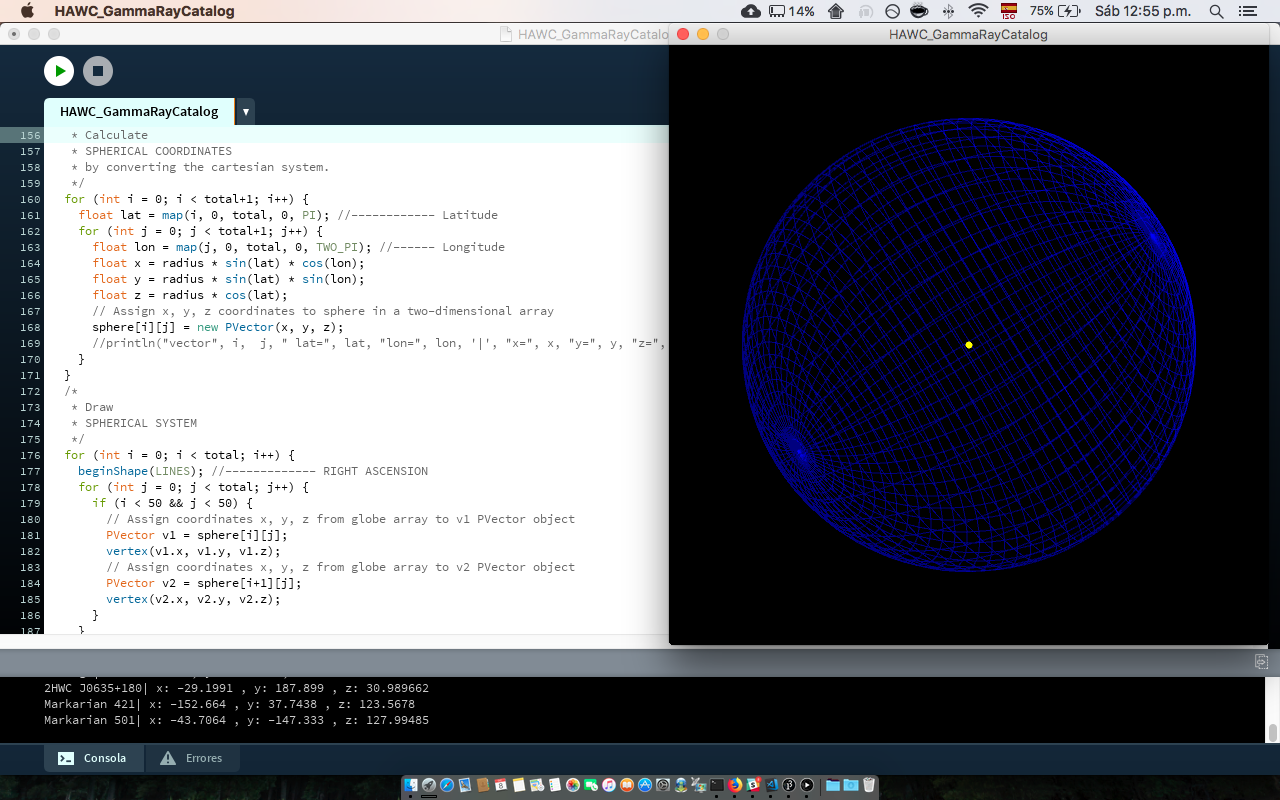 HAWC_GammaRayCatalog 14% ISO 75% Sáb 12:55 p.m.
HAWC_GammaRa
HAWC_GammaRayCatalog
HAWC_GammaRayCatalog ▼
156 * Calculate
157 * SPHERICAL COORDINATES
158 * by converting the cartesian system.
159 */
160 for (int i = 0; i < total+1; i++) {
161 float lat = map(i, 0, total, 0, PI); //------------ Latitude
162 for (int j = 0; j < total+1; j++) {
163 float lon = map(j, 0, total, 0, TWO_PI); //------ Longitude
164 float x = radius * sin(lat) * cos(lon);
165 float y = radius * sin(lat) * sin(lon);
166 float z = radius * cos(lat);
167 // Assign x, y, z coordinates to sphere in a two-dimensional array
168 sphere[i][j] = new PVector(x, y, z);
169 //println("vector", i,  j, " lat=", lat, "lon=", lon, '|', "x=", x, "y=", y, "z=",
170 }
171 }
172 /*
173 * Draw
174 * SPHERICAL SYSTEM
175 */
176 for (int i = 0; i < total; i++) {
177 beginShape(LINES); //------------- RIGHT ASCENSION
178 for (int j = 0; j < total; j++) {
179 if (i < 50 && j < 50) {
180 // Assign coordinates x, y, z from globe array to v1 PVector object
181 PVector v1 = sphere[i][j];
182 vertex(v1.x, v1.y, v1.z);
183 // Assign coordinates x, y, z from globe array to v2 PVector object
184 PVector v2 = sphere[i+1][j];
185 vertex(v2.x, v2.y, v2.z);
186 }
187 }
2HWC J0635+180| x: -29.1991 , y: 187.899 , z: 30.989662
Markarian 421| x: -152.664 , y: 37.7438 , z: 123.5678
Markarian 501| x: -43.7064 , y: -147.333 , z: 127.99485
Consola Errores